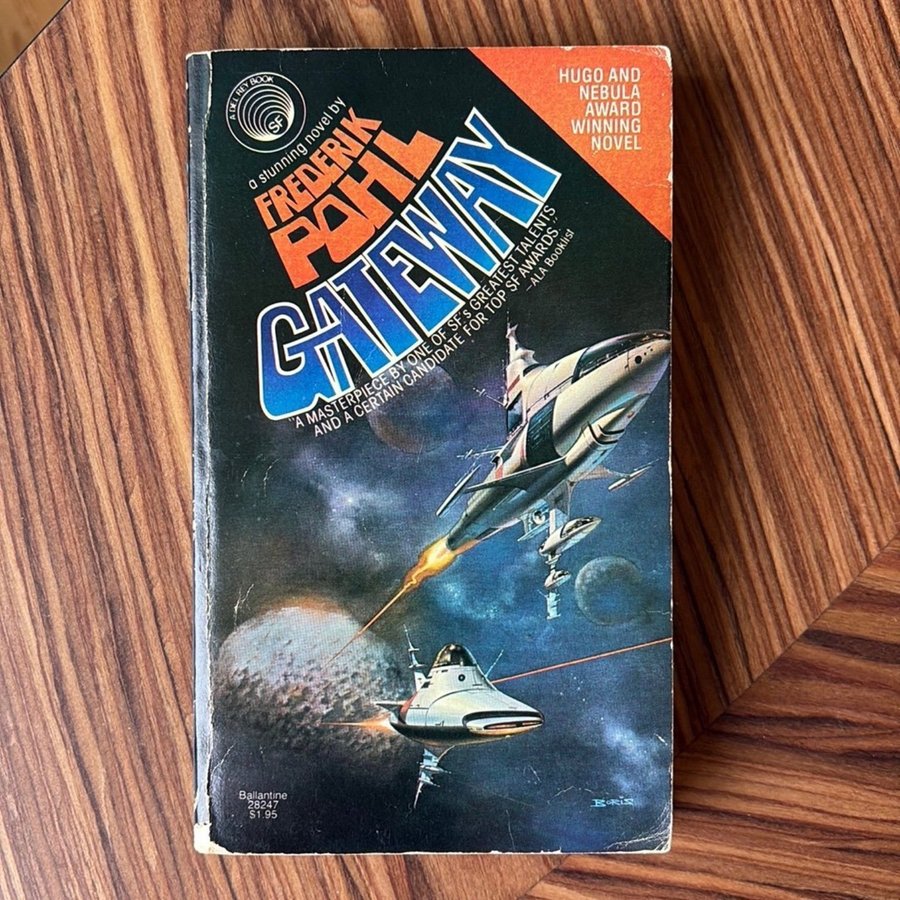 A DEL REY BOOK
SF
HUGO AND
NEBULA
AWARD
WINNING
NOVEL
a stunning novel by
FREDERIK
POHL
GATEWAY
"A MASTERPIECE BY ONE OF SF's GREATEST TALENTS
AND A CERTAIN CANDIDATE FOR TOP SF AWARDS."
—ALA Booklist
Ballantine
28247
$1.95
BORIS